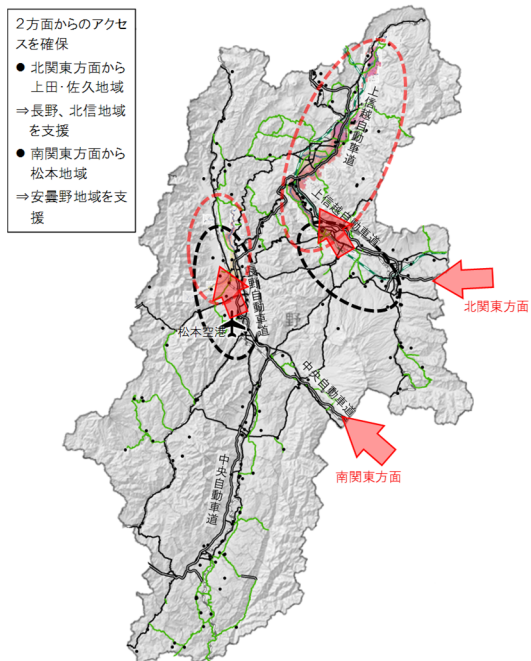 2方面からのアクセ
スを確保
● 北関東方面から
上田・佐久地域
⇒長野、北信地域
を支援
● 南関東方面から
松本地域
⇒安曇野地域を支
援
上信越自動車道
上信越自動車道
北関東方面
長野自動車道
松本空港
野
中央自動車道
南関東方面
中央自動車道